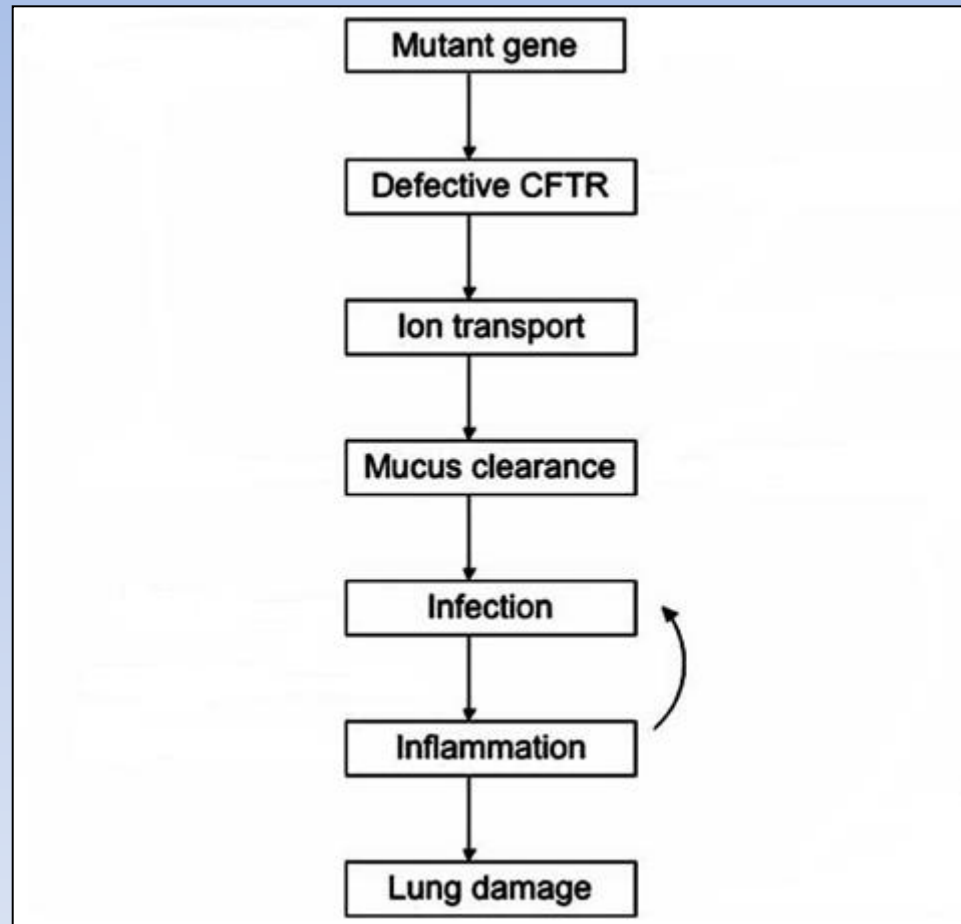 Mutant gene
Defective CFTR
Ion transport
Mucus clearance
Infection
Inflammation
Lung damage